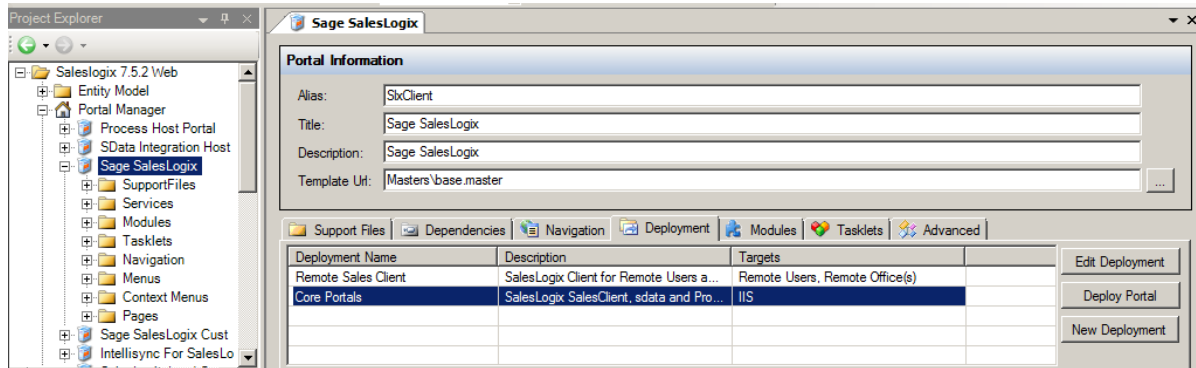 Project Explorer
Saleslogix 7.5.2 Web
Entity Model
Portal Manager
Process Host Portal
SData Integration Host
Sage SalesLogix
SupportFiles
Services
Modules
Tasklets
Navigation
Menus
Context Menus
Pages
Sage SalesLogix Cust
Intellisync For SalesLo
Sage SalesLogix
Portal Information
Alias: SlxClient
Title: Sage SalesLogix
Description: Sage SalesLogix
Template Url: Masters\base.master ...
Support Files Dependencies Navigation Deployment Modules Tasklets Advanced
Deployment Name Description Targets
Remote Sales Client SalesLogix Client for Remote Users a... Remote Users, Remote Office(s)
Core Portals SalesLogix SalesClient, sdata and Pro... IIS
Edit Deployment
Deploy Portal
New Deployment